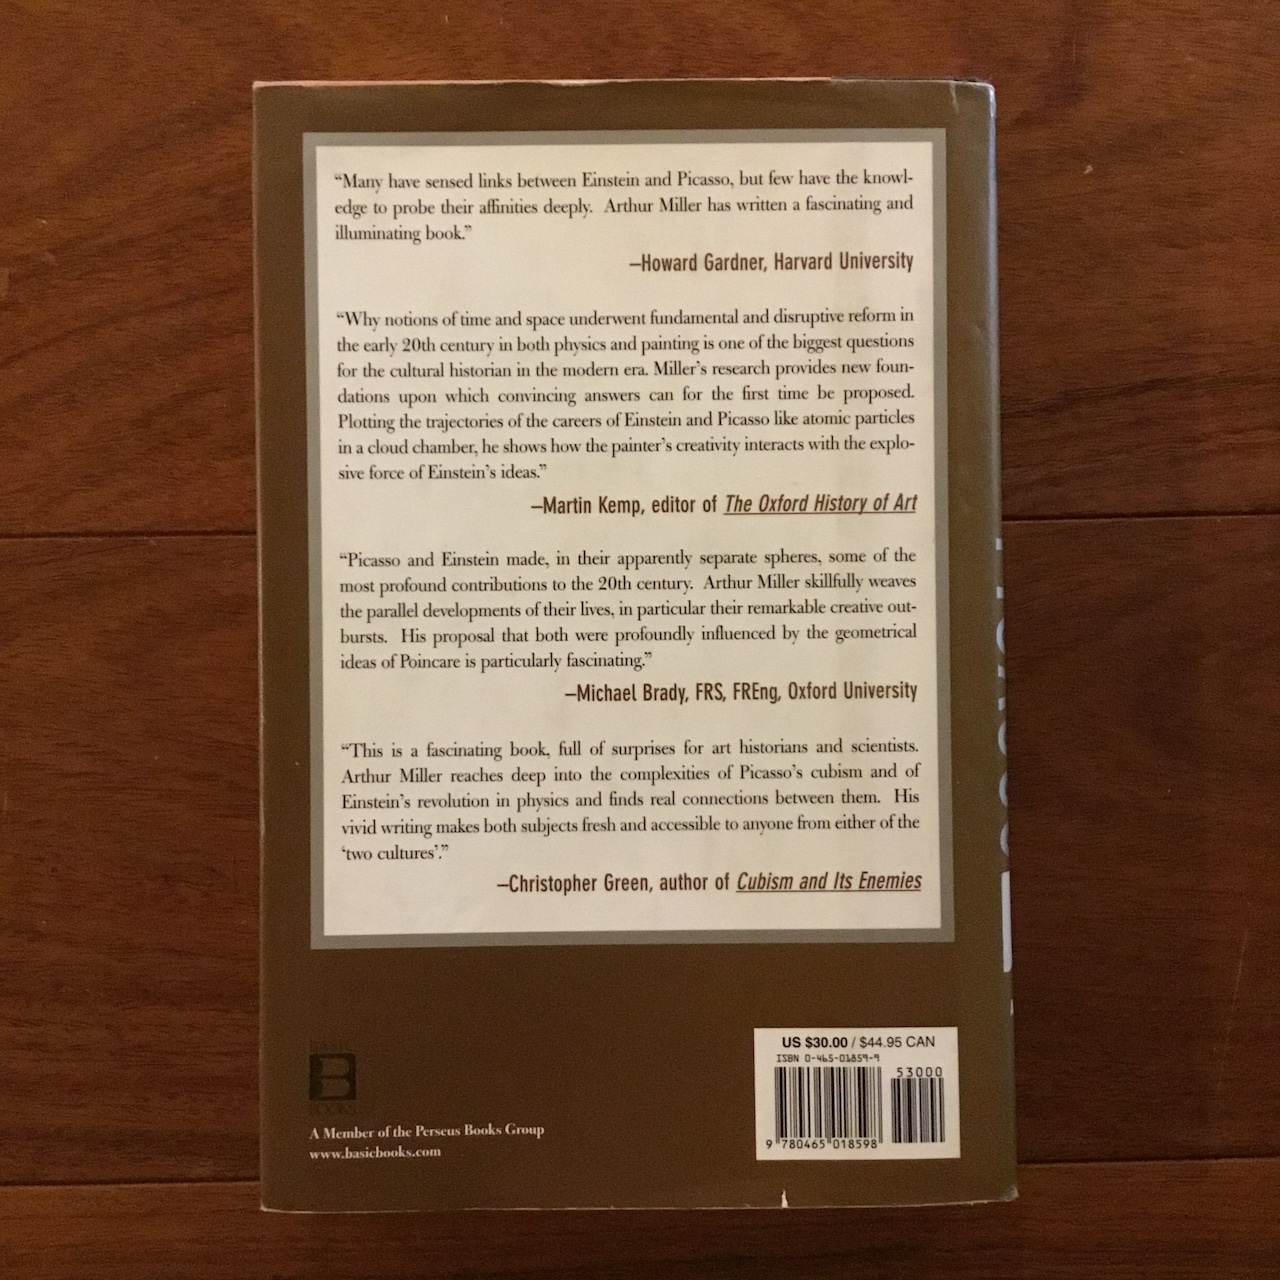 “Many have sensed links between Einstein and Picasso, but few have the knowl-
edge to probe their affinities deeply. Arthur Miller has written a fascinating and
illuminating book.”
–Howard Gardner, Harvard University
“Why notions of time and space underwent fundamental and disruptive reform in
the early 20th century in both physics and painting is one of the biggest questions
for the cultural historian in the modern era. Miller’s research provides new foun-
dations upon which convincing answers can for the first time be proposed.
Plotting the trajectories of the careers of Einstein and Picasso like atomic particles
in a cloud chamber, he shows how the painter’s creativity interacts with the explo-
sive force of Einstein’s ideas.”
–Martin Kemp, editor of The Oxford History of Art
“Picasso and Einstein made, in their apparently separate spheres, some of the
most profound contributions to the 20th century. Arthur Miller skillfully weaves
the parallel developments of their lives, in particular their remarkable creative out-
bursts. His proposal that both were profoundly influenced by the geometrical
ideas of Poincare is particularly fascinating.”
–Michael Brady, FRS, FREng, Oxford University
“This is a fascinating book, full of surprises for art historians and scientists.
Arthur Miller reaches deep into the complexities of Picasso’s cubism and of
Einstein’s revolution in physics and finds real connections between them. His
vivid writing makes both subjects fresh and accessible to anyone from either of the
‘two cultures’.”
–Christopher Green, author of Cubism and Its Enemies
BASIC
B
BOOKS
A Member of the Perseus Books Group
www.basicbooks.com
US $30.00 / $44.95 CAN
ISBN 0-465-01859-9
53000
9 780465 018598